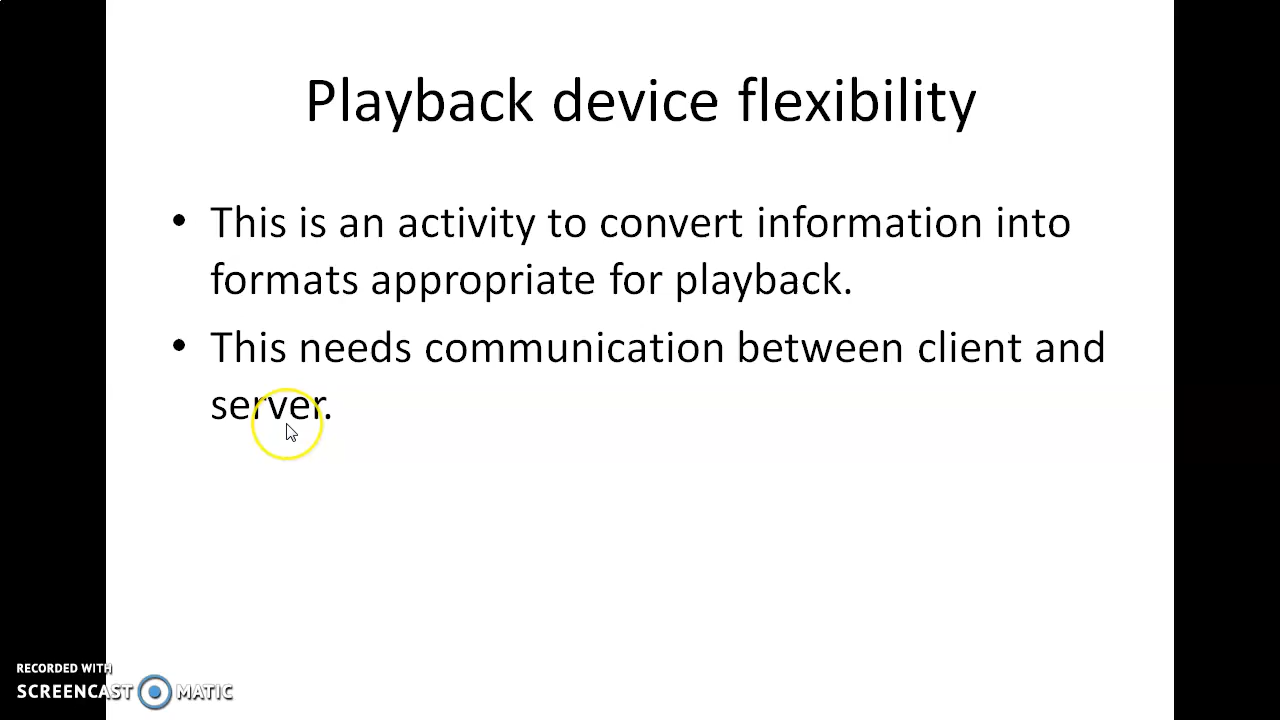 Playback device flexibility
• This is an activity to convert information into
formats appropriate for playback.
• This needs communication between client and
server.
RECORDED WITH
SCREENCAST MATIC